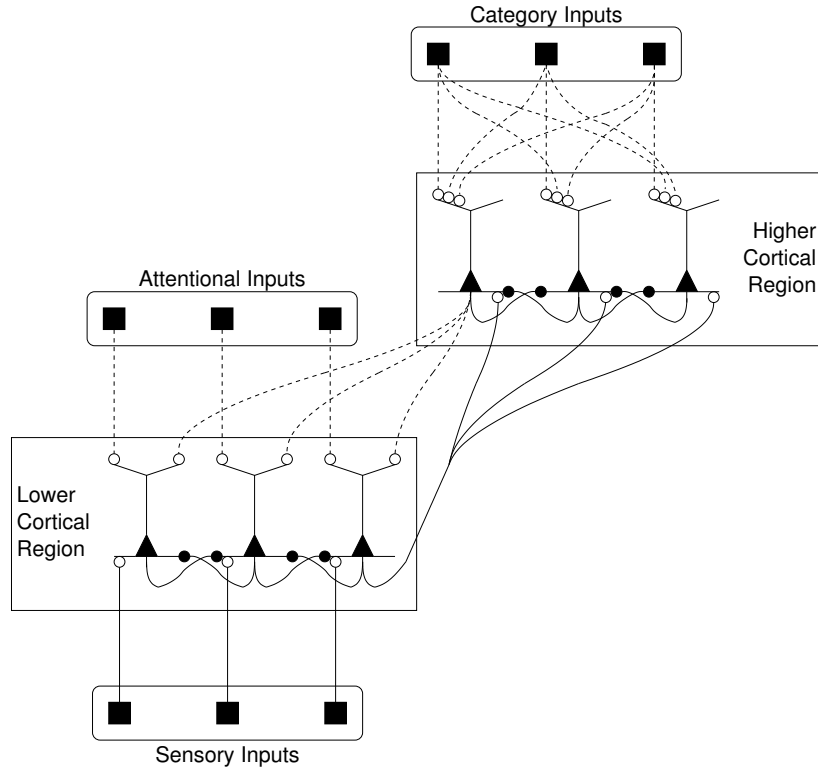 Category Inputs
Higher
Cortical
Region
Attentional Inputs
Lower
Cortical
Region
Sensory Inputs